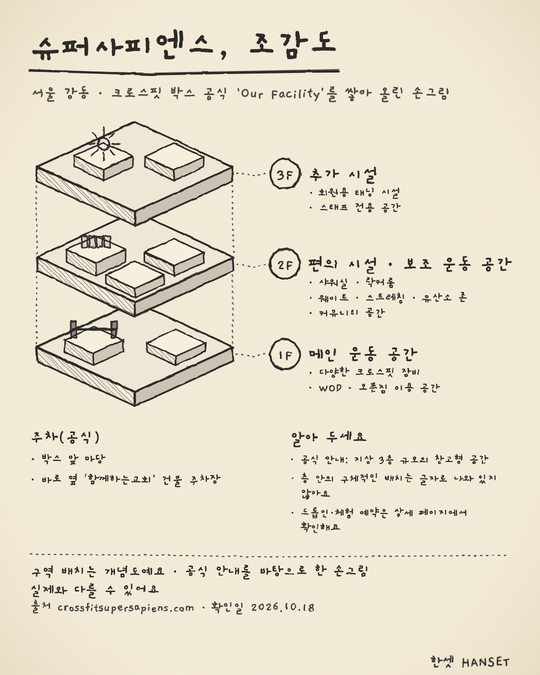 슈퍼사피엔스, 조감도
서울 강동 · 크로스핏 박스 공식 'Our Facility'를 쌓아 올린 손그림
3F 추가 시설
· 회원용 태닝 시설
· 스태프 전용 공간
2F 편의 시설 · 보조 운동 공간
· 샤워실 · 락커룸
· 웨이트 · 스트레칭 · 유산소 존
· 커뮤니티 공간
1F 메인 운동 공간
· 다양한 크로스핏 장비
· WOD · 오픈짐 이용 공간
주차(공식)
· 박스 앞 마당
· 바로 옆 '함께하는교회' 건물 주차장
알아 두세요
· 공식 안내: 지상 3층 규모의 창고형 공간
· 층 안의 구체적인 배치는 글자로 나와 있지
않아요
· 드롭인·체험 예약은 상세 페이지에서
확인해요
구역 배치는 개념도예요 · 공식 안내를 바탕으로 한 손그림
실제와 다를 수 있어요
출처 crossfitsupersapiens.com · 확인일 2026.10.18
한셋 HANSET